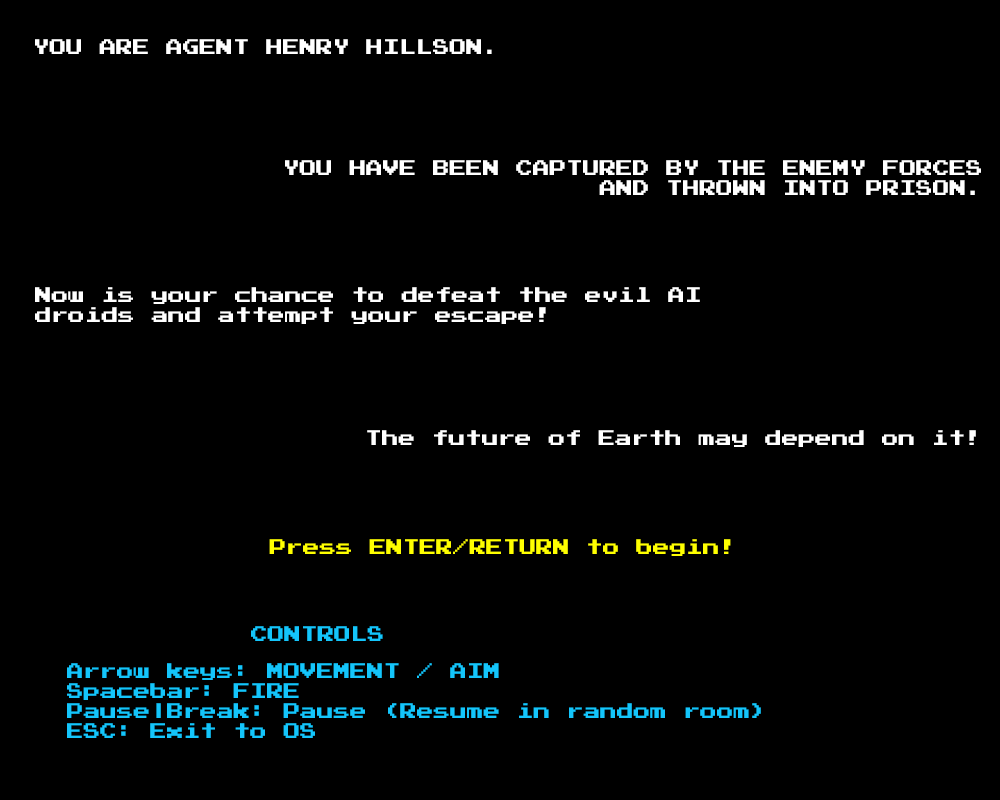 YOU ARE AGENT HENRY HILLSON.
YOU HAVE BEEN CAPTURED BY THE ENEMY FORCES
AND THROWN INTO PRISON.
Now is your chance to defeat the evil AI
droids and attempt your escape!
The future of Earth may depend on it!
Press ENTER/RETURN to begin!
CONTROLS
Arrow keys: MOVEMENT / AIM
Spacebar: FIRE
Pause|Break: Pause (Resume in random room)
ESC: Exit to OS